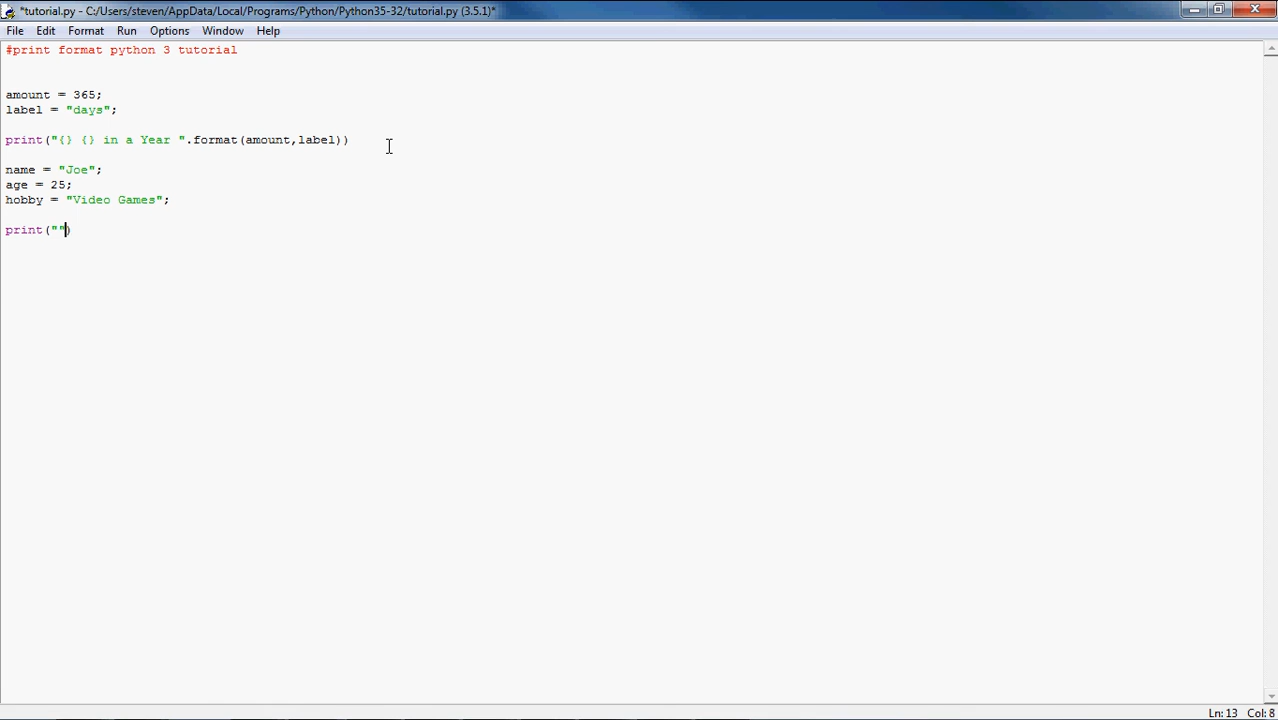 *tutorial.py - C:/Users/steven/AppData/Local/Programs/Python/Python35-32/tutorial.py (3.5.1)*
File Edit Format Run Options Window Help
#print format python 3 tutorial
amount = 365;
label = "days";
print("{} {} in a Year ".format(amount,label))
name = "Joe";
age = 25;
hobby = "Video Games";
print("")
Ln: 13 Col: 8